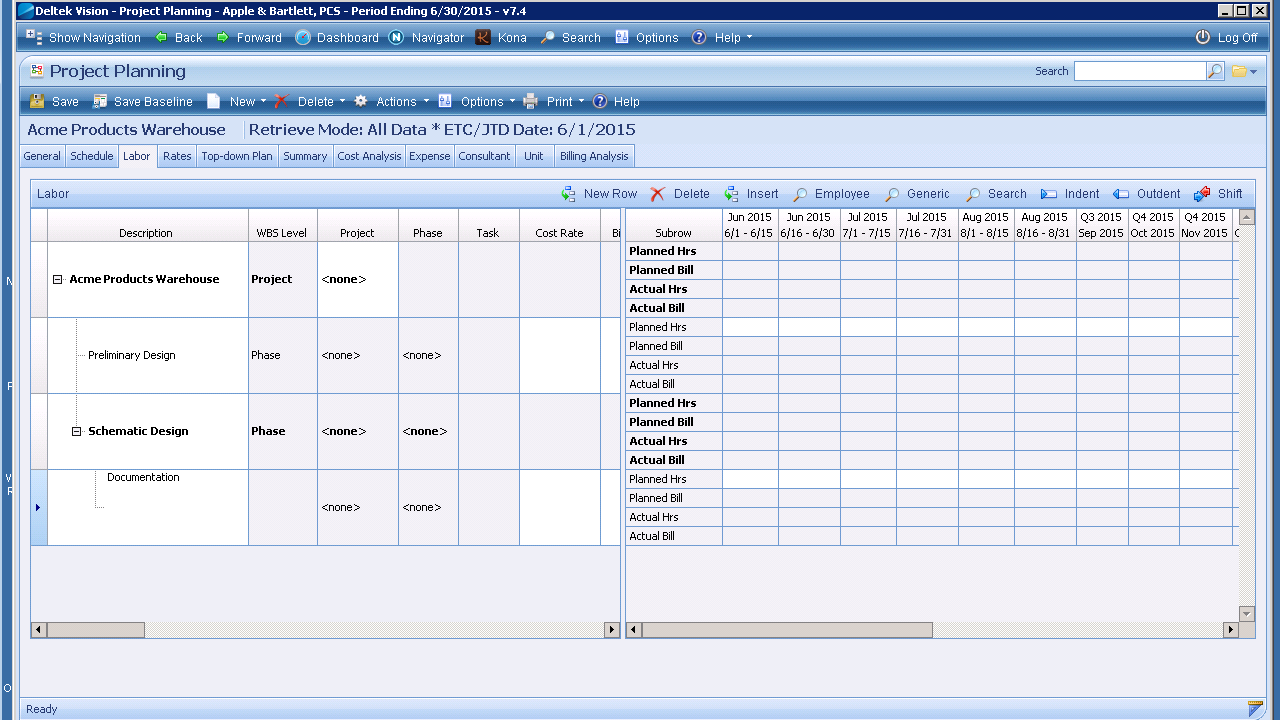 Deltek Vision - Project Planning - Apple & Bartlett, PCS - Period Ending 6/30/2015 - v7.4
Show Navigation Back Forward Dashboard Navigator Kona Search Options Help Log Off
Project Planning Search
Save Save Baseline New Delete Actions Options Print Help
Acme Products Warehouse Retrieve Mode: All Data * ETC/JTD Date: 6/1/2015
General Schedule Labor Rates Top-down Plan Summary Cost Analysis Expense Consultant Unit Billing Analysis
Labor New Row Delete Insert Employee Generic Search Indent Outdent Shift
Jun 2015 Jun 2015 Jul 2015 Jul 2015 Aug 2015 Aug 2015 Q3 2015 Q4 2015 Q4 2015
Description WBS Level Project Phase Task Cost Rate Bi Subrow 6/1 - 6/15 6/16 - 6/30 7/1 - 7/15 7/16 - 7/31 8/1 - 8/15 8/16 - 8/31 Sep 2015 Oct 2015 Nov 2015
Planned Hrs
Planned Bill
Acme Products Warehouse Project <none>
Actual Hrs
Actual Bill
Planned Hrs
Planned Bill
Preliminary Design Phase <none> <none>
Actual Hrs
Actual Bill
Planned Hrs
Planned Bill
Schematic Design Phase <none> <none>
Actual Hrs
Actual Bill
Documentation Planned Hrs
Planned Bill
<none> <none>
Actual Hrs
Actual Bill
Ready